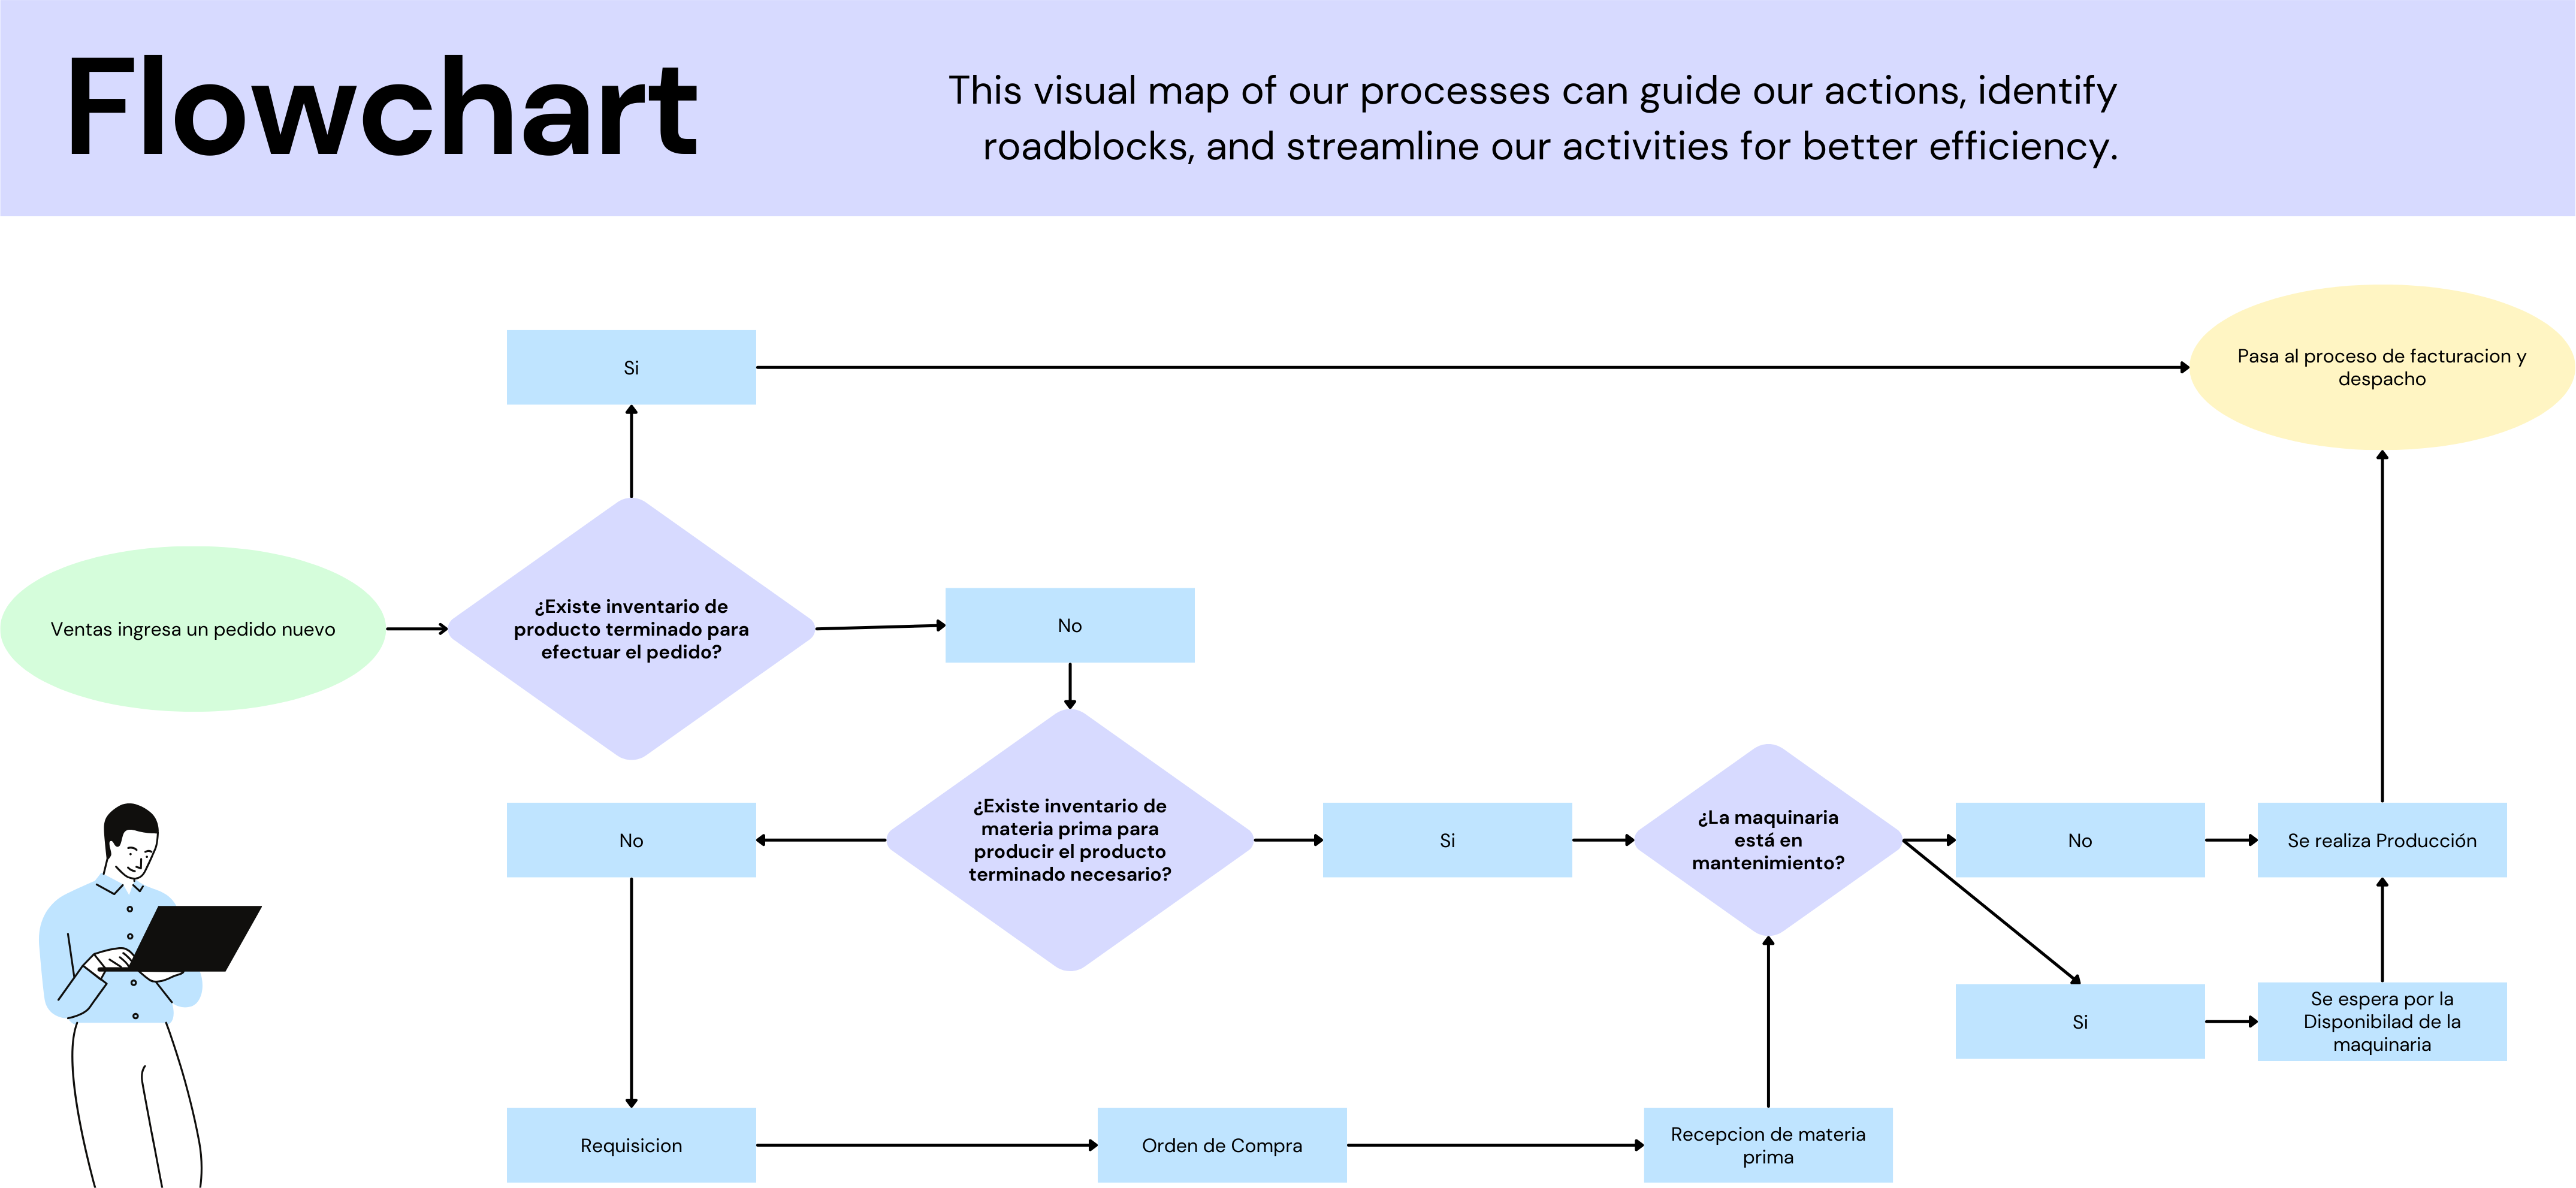 Flowchart
This visual map of our processes can guide our actions, identify
roadblocks, and streamline our activities for better efficiency.
Si
Pasa al proceso de facturacion y
despacho
Ventas ingresa un pedido nuevo
¿Existe inventario de
producto terminado para
efectuar el pedido?
No
No
¿Existe inventario de
materia prima para
producir el producto
terminado necesario?
Si
¿La maquinaria
está en
mantenimiento?
No
Se realiza Producción
Si
Se espera por la
Disponibilad de la
maquinaria
Requisicion
Orden de Compra
Recepcion de materia
prima